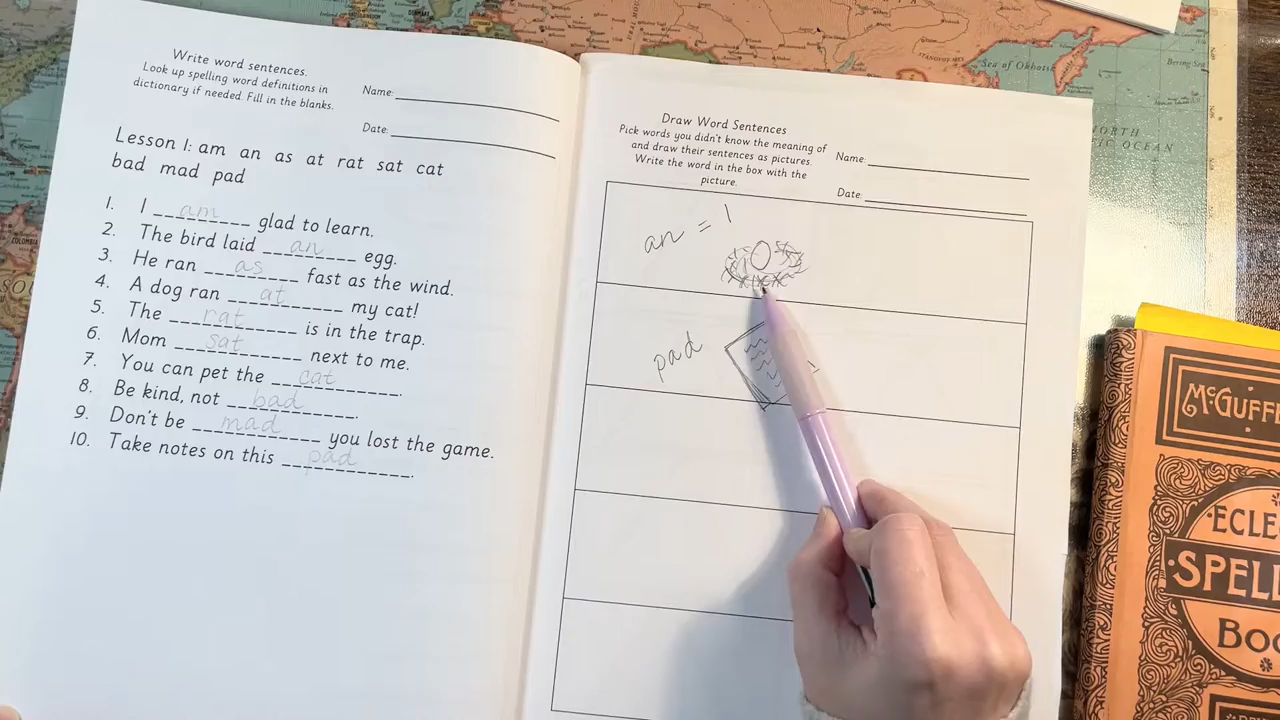 Write word sentences.
Look up spelling word definitions in
dictionary if needed. Fill in the blanks.
Name:
Date:
Lesson 1: am an as at rat sat cat
bad mad pad
1. I am glad to learn.
2. The bird laid an egg.
3. He ran as fast as the wind.
4. A dog ran at my cat!
5. The rat is in the trap.
6. Mom sat next to me.
7. You can pet the cat.
8. Be kind, not bad.
9. Don't be mad you lost the game.
10. Take notes on this pad.
Draw Word Sentences
Pick words you didn't know the meaning of
and draw their sentences as pictures.
Write the word in the box with the
picture.
Name:
Date:
an = 1
pad
McGUFF
ECLE
SPELL
Boo
Sea of Okhotsk
Bering Sea
NORTH
COLOMBIA